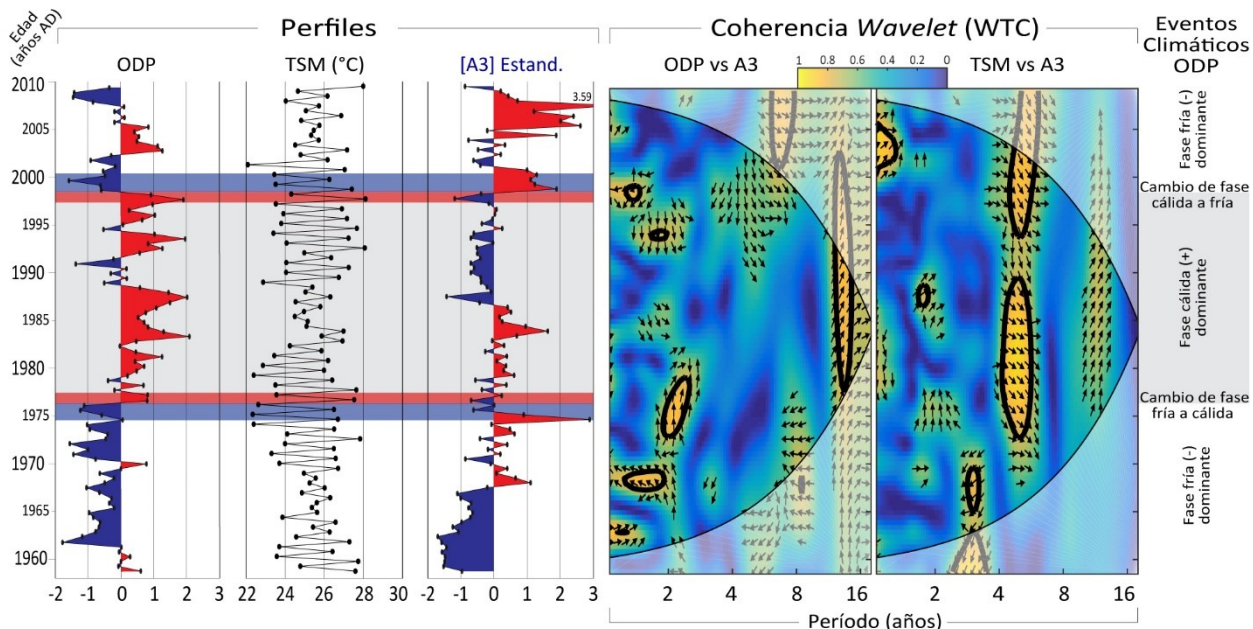 Edad
(años AD)
Perfiles
Coherencia Wavelet (WTC)
Eventos
Climáticos
ODP
ODP
TSM (°C)
[A3] Estand.
ODP vs A3
TSM vs A3
1 0.8 0.6 0.4 0.2 0
3.59
2010
2005
2000
1995
1990
1985
1980
1975
1970
1965
1960
Fase fría (-)
dominante
Cambio de fase
cálida a fría
Fase cálida (+)
dominante
Cambio de fase
fría a cálida
Fase fría (-)
dominante
-2 -1 0 1 2
22 24 26 28 30
-2 -1 0 1 2 3
2 4 8 16
2 4 8 16
Período (años)